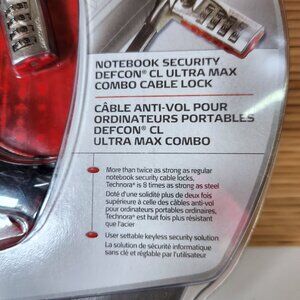 NOTEBOOK SECURITY
DEFCON® CL ULTRA MAX
COMBO CABLE LOCK
CÂBLE ANTI-VOL POUR
ORDINATEURS PORTABLES
DEFCON® CL
ULTRA MAX COMBO
• More than twice as strong as regular
notebook security cable locks,
Technora® is 8 times as strong as steel
Doté d'une solidité plus de deux fois
supérieure à celle des câbles anti-vol
pour ordinateurs portables ordinaires,
Technora® est huit fois plus résistant
que l'acier
• User settable keyless security solution
La solution de sécurité informatique
sans clé et réglable par l'utilisateur